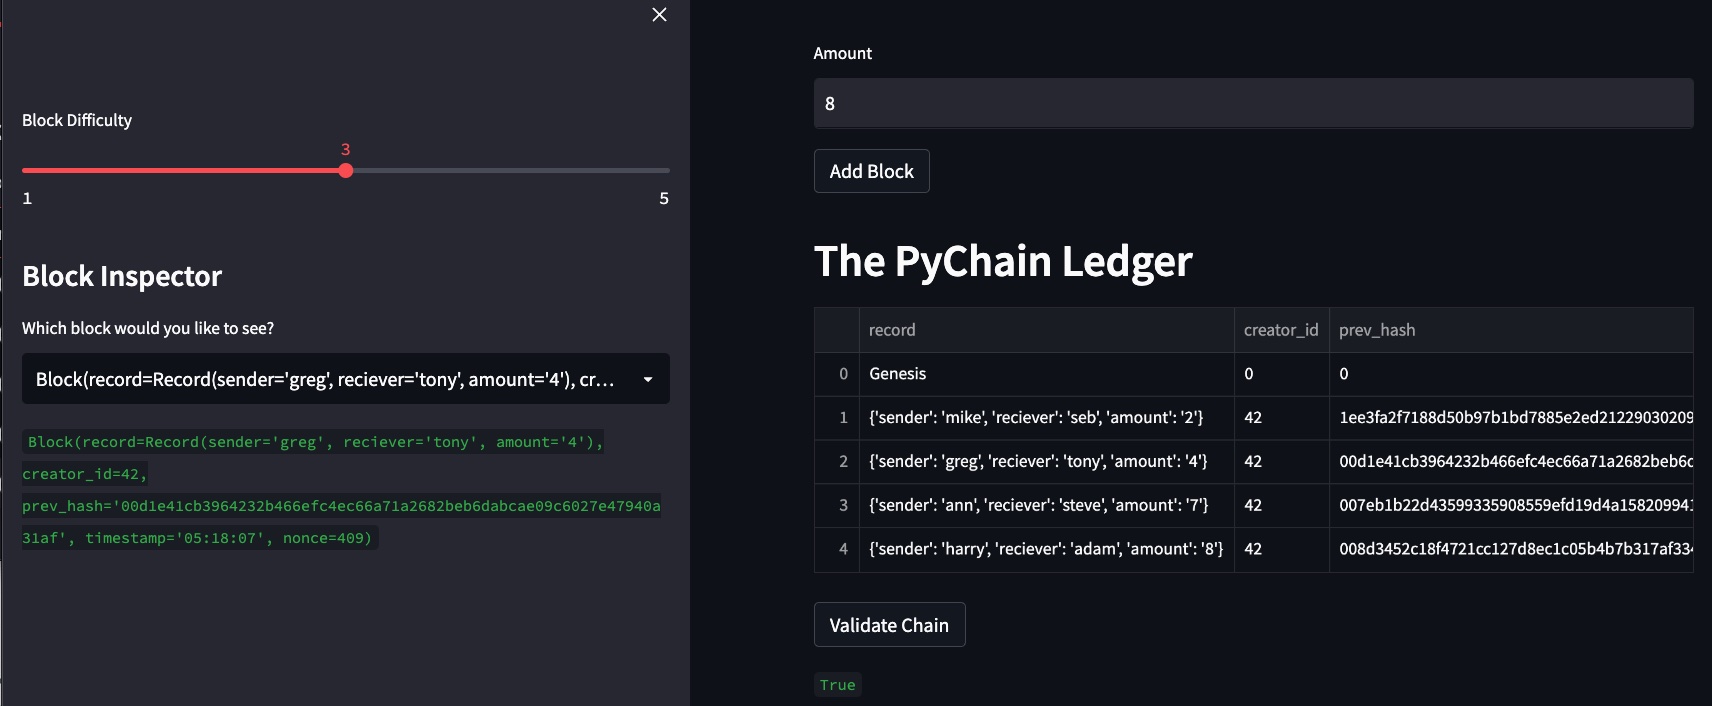 Block Difficulty
3
1 5
Block Inspector
Which block would you like to see?
Block(record=Record(sender='greg', reciever='tony', amount='4'), cr...
Block(record=Record(sender='greg', reciever='tony', amount='4'),
creator_id=42,
prev_hash='00d1e41cb3964232b466efc4ec66a71a2682beb6dabcae09c6027e47940a
31af', timestamp='05:18:07', nonce=409)
Amount
8
Add Block
The PyChain Ledger
record creator_id prev_hash
0 Genesis 0 0
1 {'sender': 'mike', 'reciever': 'seb', 'amount': '2'} 42 1ee3fa2f7188d50b97b1bd7885e2ed21229030209
2 {'sender': 'greg', 'reciever': 'tony', 'amount': '4'} 42 00d1e41cb3964232b466efc4ec66a71a2682beb6c
3 {'sender': 'ann', 'reciever': 'steve', 'amount': '7'} 42 007eb1b22d43599335908559efd19d4a158209941
4 {'sender': 'harry', 'reciever': 'adam', 'amount': '8'} 42 008d3452c18f4721cc127d8ec1c05b4b7b317af334
Validate Chain
True